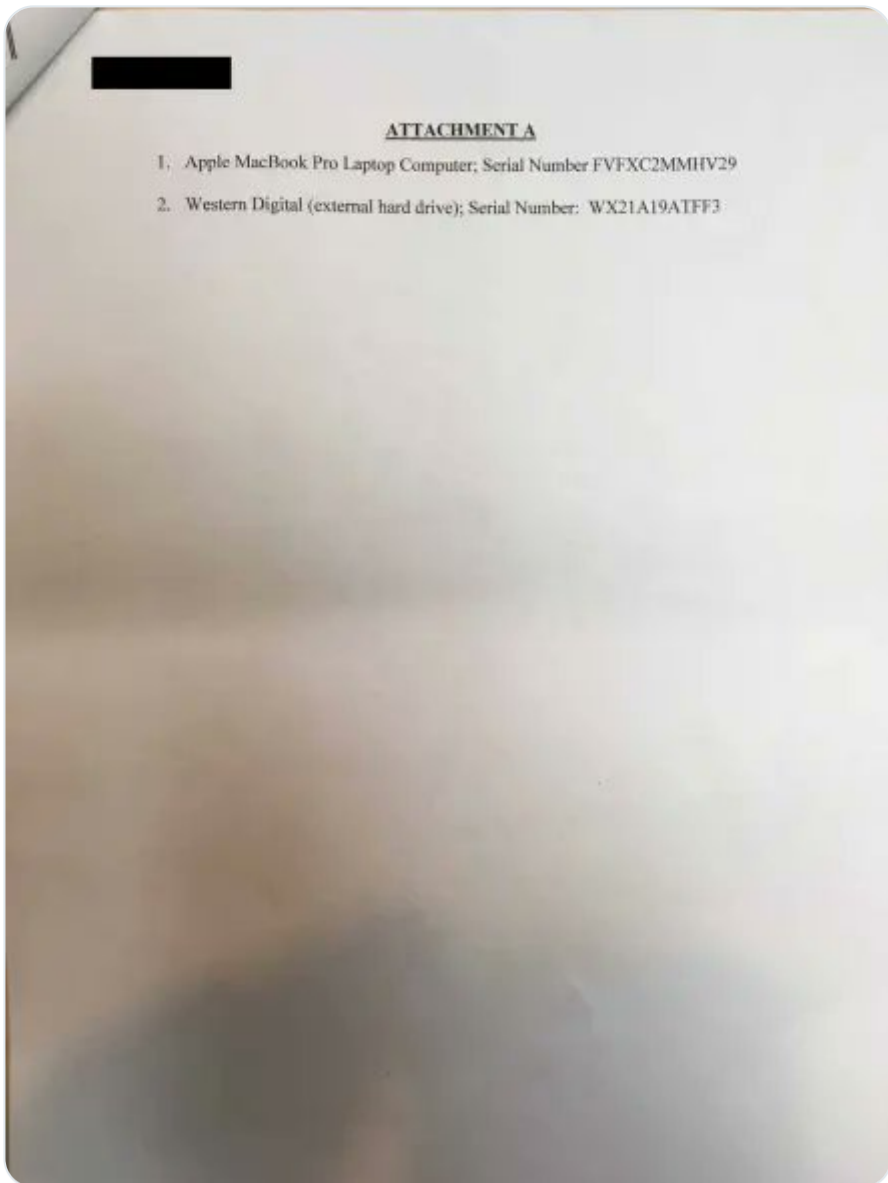 ATTACHMENT A
1. Apple MacBook Pro Laptop Computer; Serial Number FVFXC2MMHV29
2. Western Digital (external hard drive); Serial Number: WX21A19ATFF3